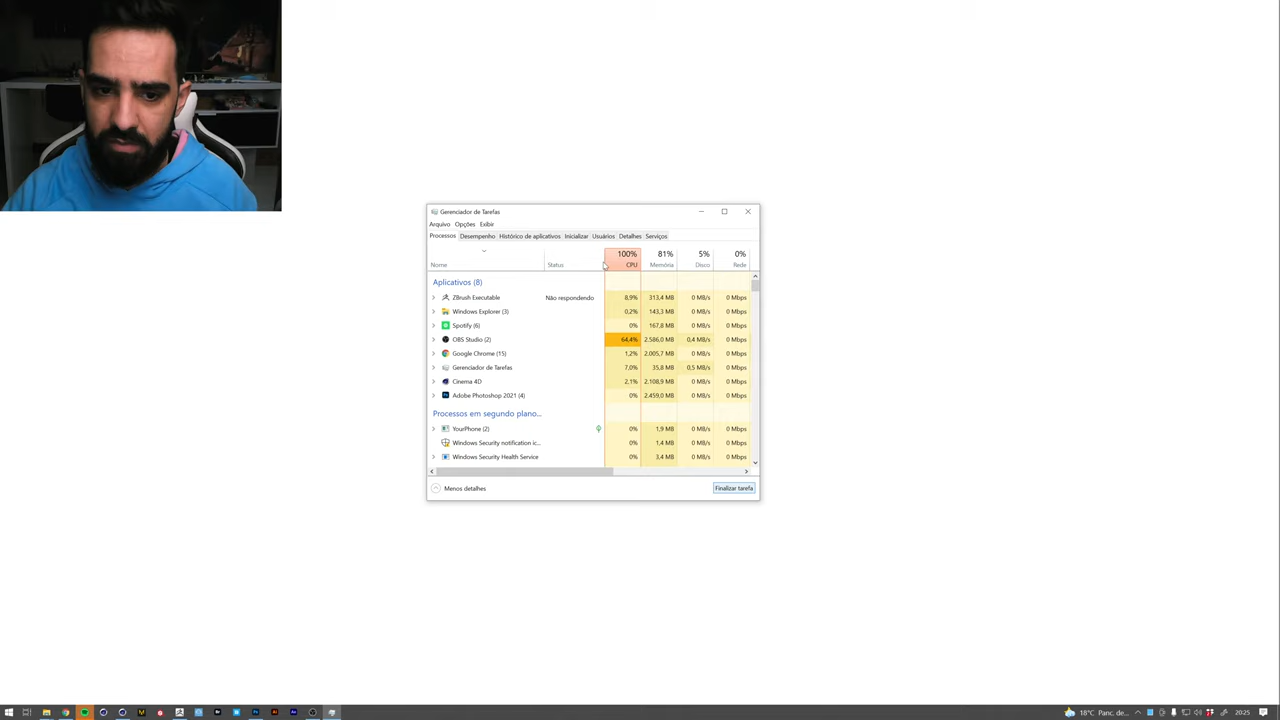 Gerenciador de Tarefas
Arquivo Opções Exibir
Processos Desempenho Histórico de aplicativos Inicializar Usuários Detalhes Serviços
100% 81% 5% 0%
Nome Status CPU Memória Disco Rede
Aplicativos (8)
ZBrush Executable Não respondendo 8,9% 313,4 MB 0 MB/s 0 Mbps
Windows Explorer (3) 0,2% 143,3 MB 0 MB/s 0 Mbps
Spotify (6) 0% 167,8 MB 0 MB/s 0 Mbps
OBS Studio (2) 64,4% 2.586,0 MB 0,4 MB/s 0 Mbps
Google Chrome (15) 1,2% 2.005,7 MB 0 MB/s 0 Mbps
Gerenciador de Tarefas 7,0% 35,8 MB 0,5 MB/s 0 Mbps
Cinema 4D 2,1% 2.108,9 MB 0 MB/s 0 Mbps
Adobe Photoshop 2021 (4) 0% 2.459,0 MB 0 MB/s 0 Mbps
Processos em segundo plano...
YourPhone (2) 0% 1,9 MB 0 MB/s 0 Mbps
Windows Security notification ic... 0% 1,4 MB 0 MB/s 0 Mbps
Windows Security Health Service 0% 3,4 MB 0 MB/s 0 Mbps
Menos detalhes Finalizar tarefa
18°C Panc. de... 20:25